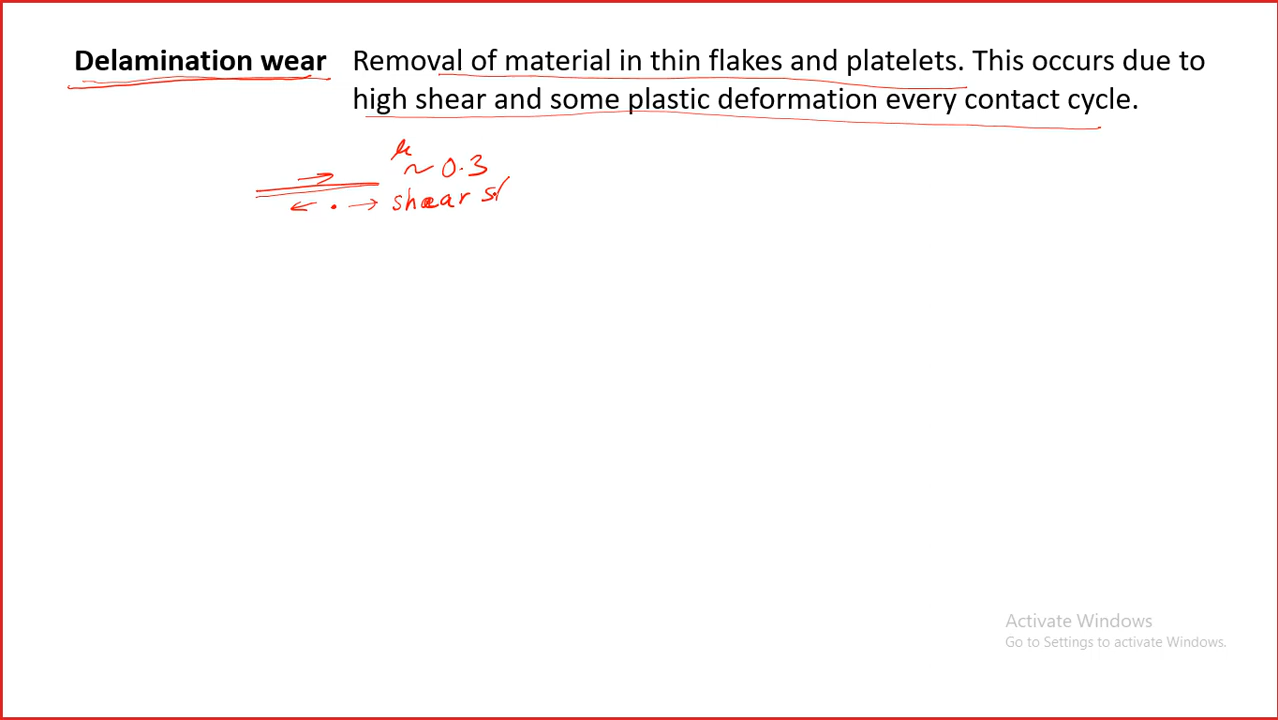 Delamination wear Removal of material in thin flakes and platelets. This occurs due to
high shear and some plastic deformation every contact cycle.
μ
~ 0.3
shear
Activate Windows
Go to Settings to activate Windows.